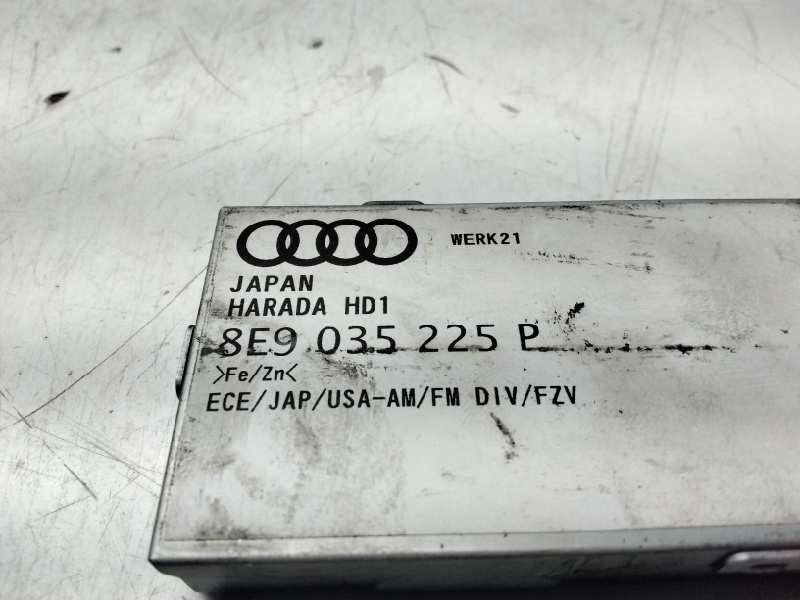 WERK21
JAPAN
HARADA HD1
8E9 035 225 P
>Fe/Zn<
ECE/JAP/USA-AM/FM DIV/FZV